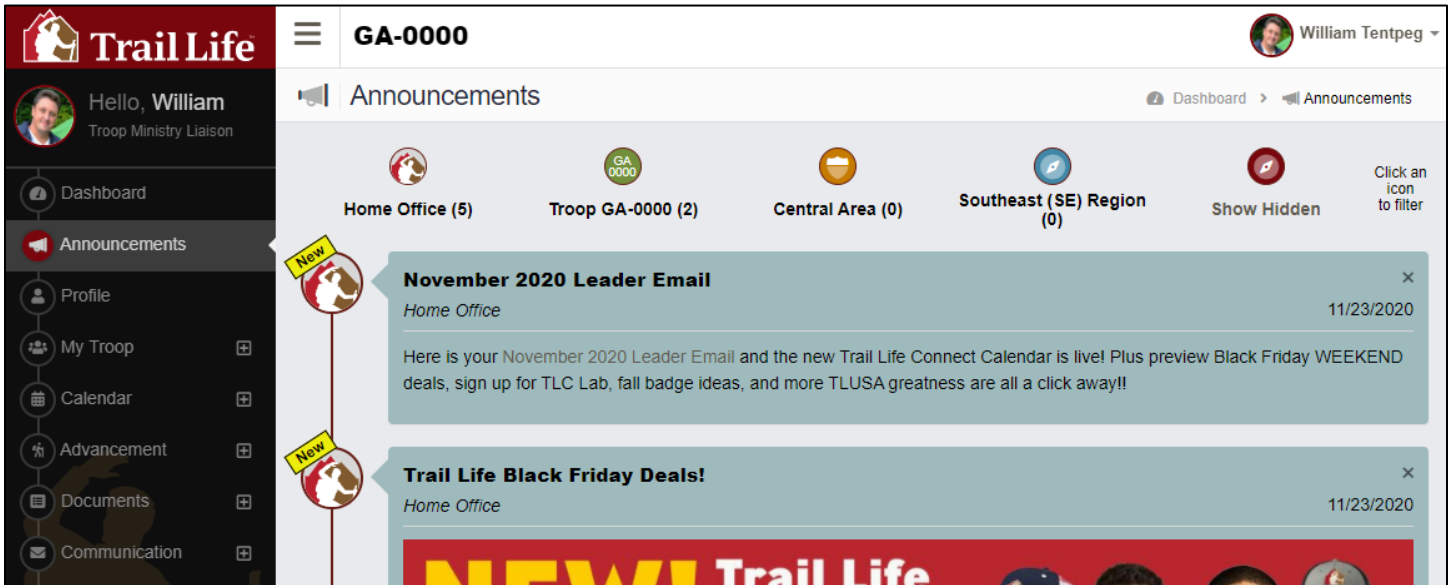 Trail Life
GA-0000
William Tentpeg
Hello, William
Troop Ministry Liaison
Announcements
Dashboard > Announcements
Dashboard
Announcements
Profile
My Troop
Calendar
Advancement
Documents
Communication
GA
0000
Home Office (5)
Troop GA-0000 (2)
Central Area (0)
Southeast (SE) Region
(0)
Show Hidden
Click an
icon
to filter
New
November 2020 Leader Email
×
Home Office
11/23/2020
Here is your November 2020 Leader Email and the new Trail Life Connect Calendar is live! Plus preview Black Friday WEEKEND
deals, sign up for TLC Lab, fall badge ideas, and more TLUSA greatness are all a click away!!
New
Trail Life Black Friday Deals!
×
Home Office
11/23/2020
NEW! Trail Life